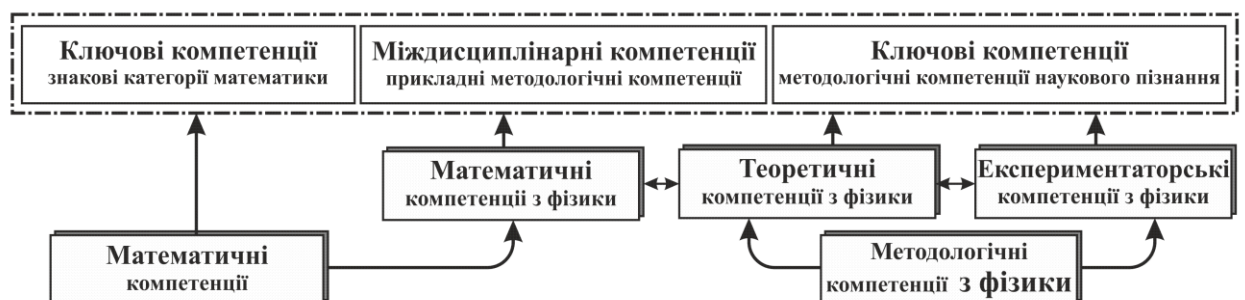 Ключові компетенції
знакові категорії математики
Міждисциплінарні компетенції
прикладні методологічні компетенції
Ключові компетенції
методологічні компетенції наукового пізнання
Математичні
компетенціі з фізики
Теоретичні
компетенції з фізики
Експериментаторські
компетенції з фізики
Математичні
компетенції
Методологічні
компетенції з фізики